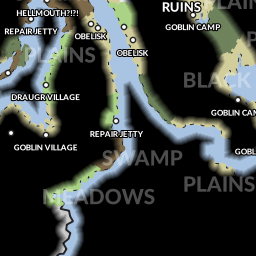 HELLMOUTH?!?!
RUINS
REPAIR JETTY
OBELISK
GOBLIN CAMP
PLAINS
OBELISK
BLACK
DRAUGR VILLAGE
GOBLIN CAM
REPAIR JETTY
GOBLIN VILLAGE
SWAMP
GOBL
PLAINS
MEADOWS